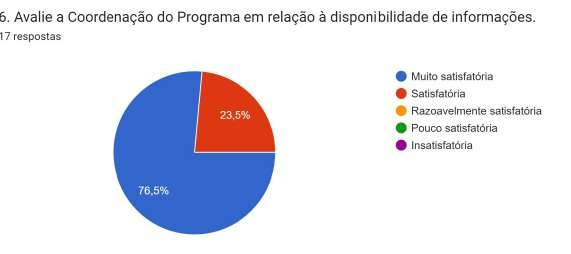 6. Avalie a Coordenação do Programa em relação à disponibilidade de informações.
17 respostas
Muito satisfatória
Satisfatória
Razoavelmente satisfatória
Pouco satisfatória
Insatisfatória
23,5%
76,5%